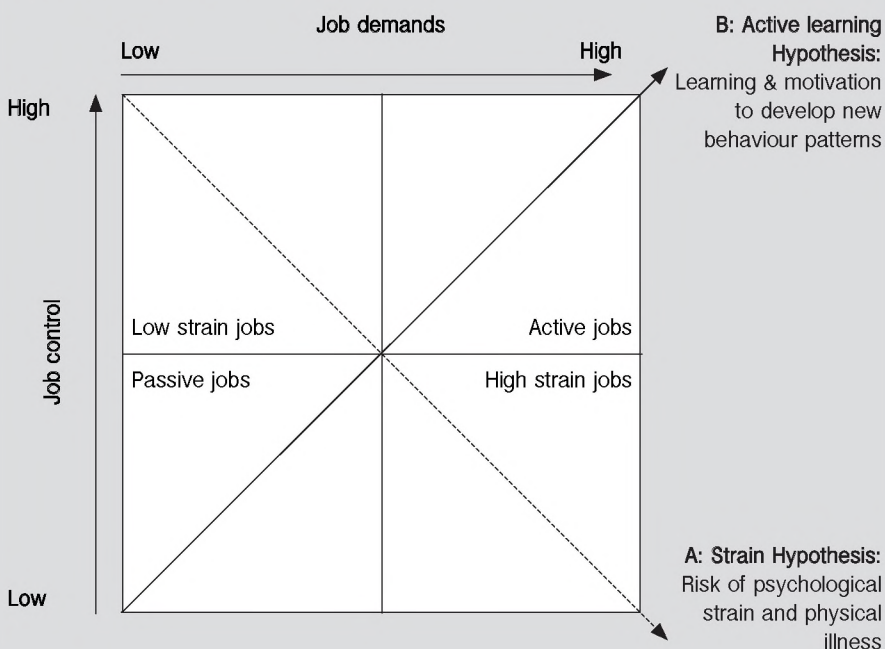 Job demands
Low
High
B: Active learning
Hypothesis:
Learning & motivation
to develop new
behaviour patterns
High
Job control
Low
Low strain jobs
Active jobs
Passive jobs
High strain jobs
A: Strain Hypothesis:
Risk of psychological
strain and physical
illness